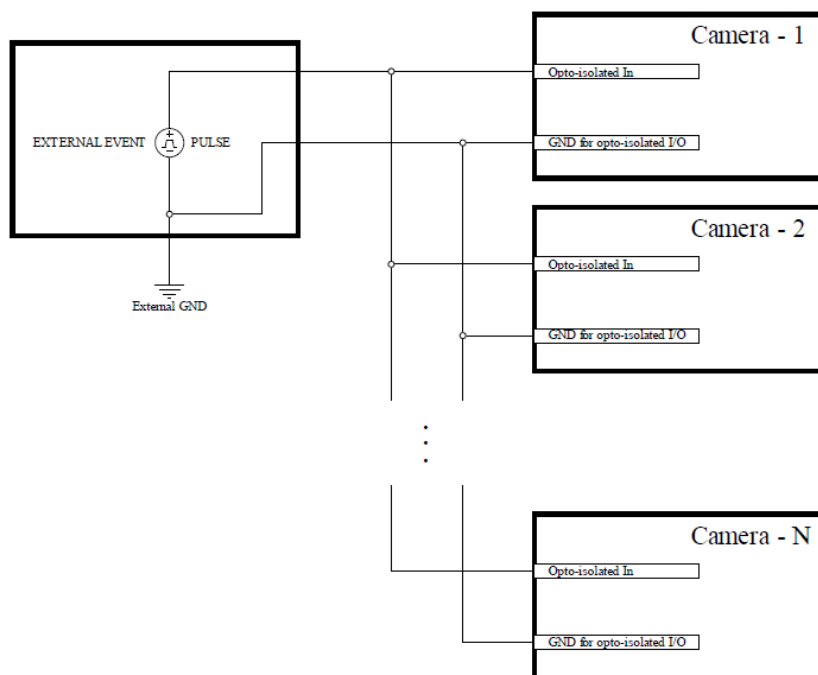 Camera - 1
Opto-isolated In
EXTERNAL EVENT
+
PULSE
GND for opto-isolated I/O
Camera - 2
Opto-isolated In
External GND
GND for opto-isolated I/O
Camera - N
Opto-isolated In
GND for opto-isolated I/O